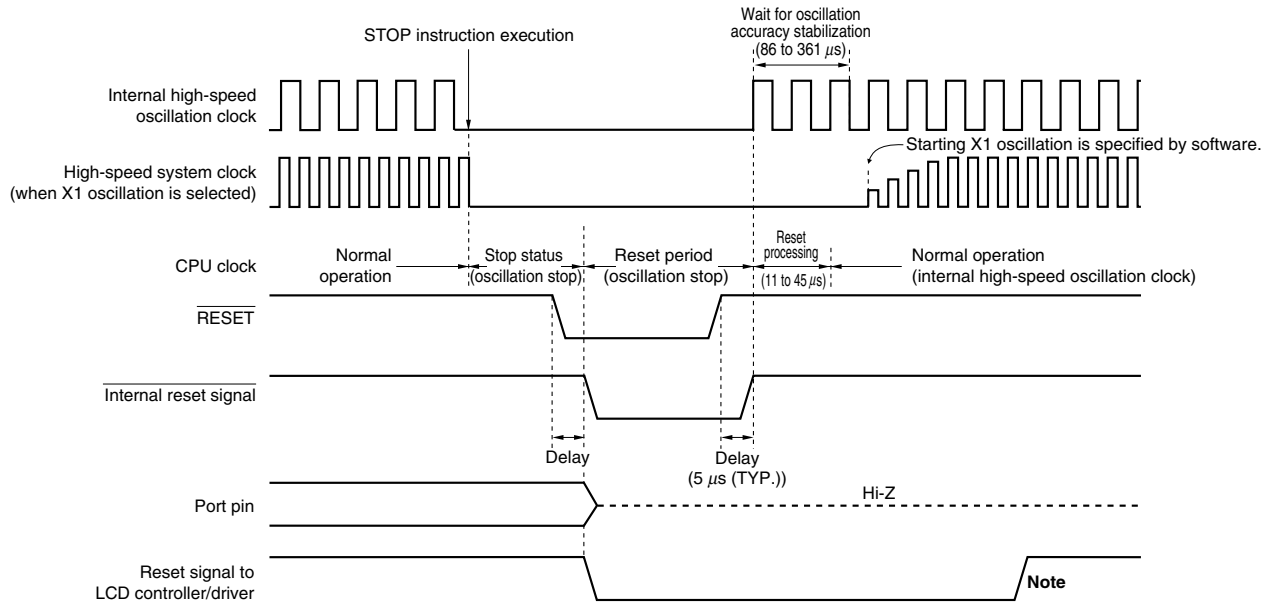 STOP instruction execution
Wait for oscillation
accuracy stabilization
(86 to 361 μs)
Internal high-speed
oscillation clock
Starting X1 oscillation is specified by software.
High-speed system clock
(when X1 oscillation is selected)
CPU clock
Normal
operation
Stop status
(oscillation stop)
Reset period
(oscillation stop)
Reset
processing
(11 to 45 μs)
Normal operation
(internal high-speed oscillation clock)
RESET
Internal reset signal
Delay
Delay
(5 μs (TYP.))
Port pin
Hi-Z
Reset signal to
LCD controller/driver
Note